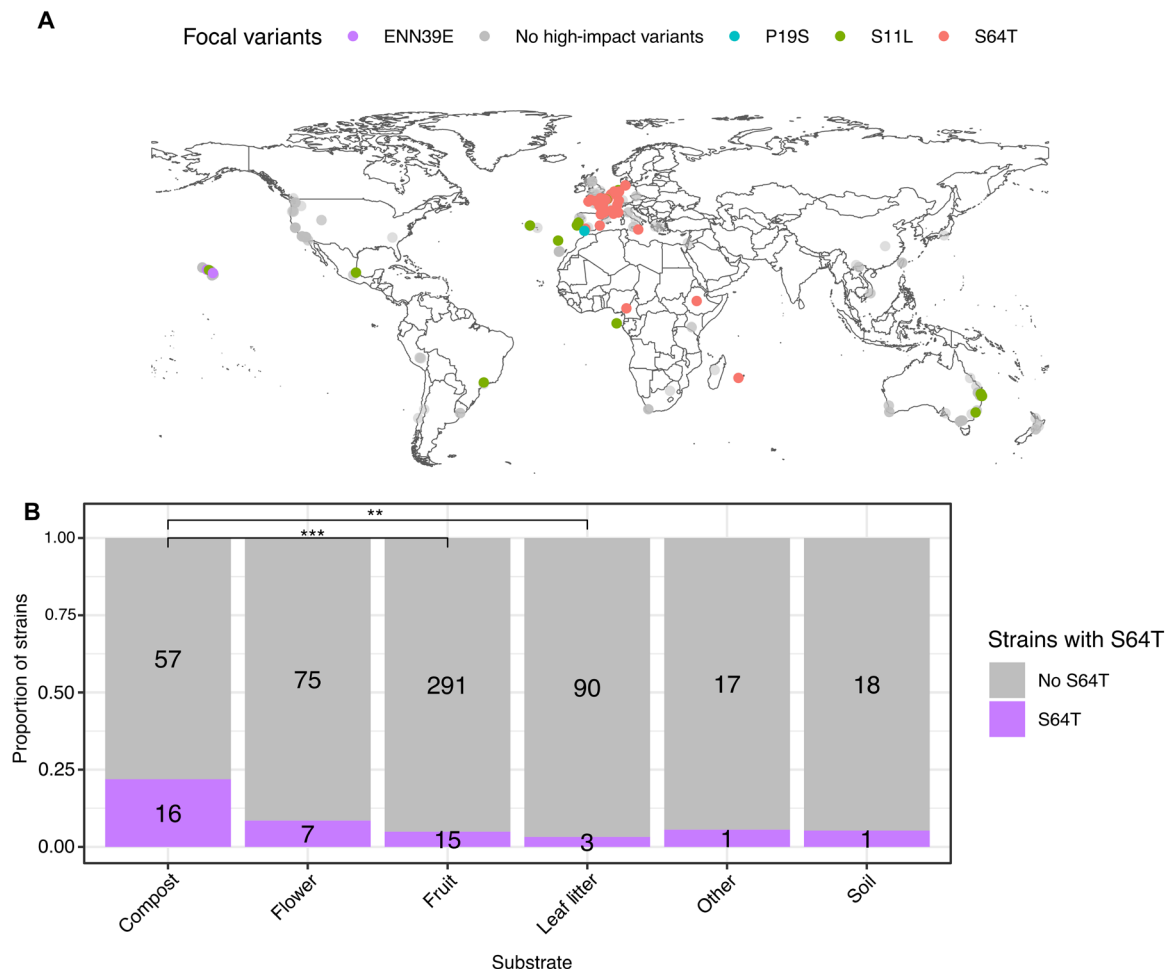 A
Focal variants ENN39E No high-impact variants P19S S11L S64T
B
**
***
1.00
0.75
0.50
0.25
0.00
Proportion of strains
57 75 291 90 17 18
16 7 15 3 1 1
Compost Flower Fruit Leaf litter Other Soil
Substrate
Strains with S64T
No S64T
S64T